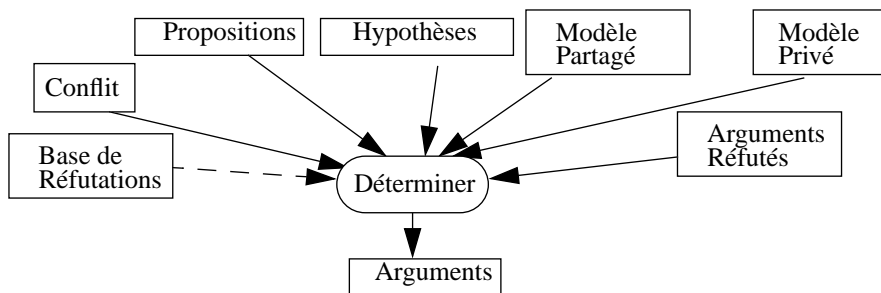 Propositions
Hypothèses
Modèle
Partagé
Modèle
Privé
Conflit
Arguments
Réfutés
Base de
Réfutations
Déterminer
Arguments